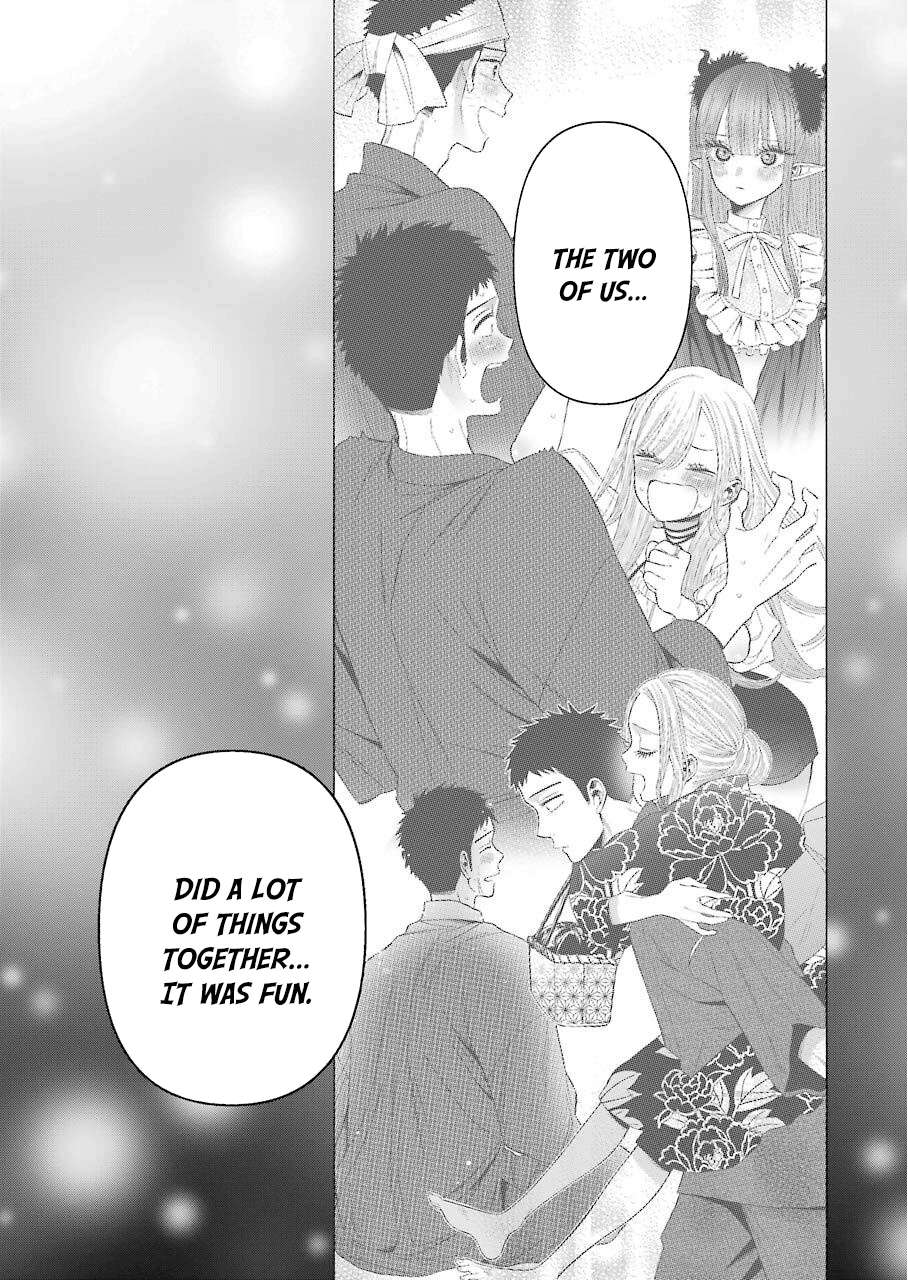 THE TWO
OF US...
DID A LOT
OF THINGS
TOGETHER...
IT WAS FUN.